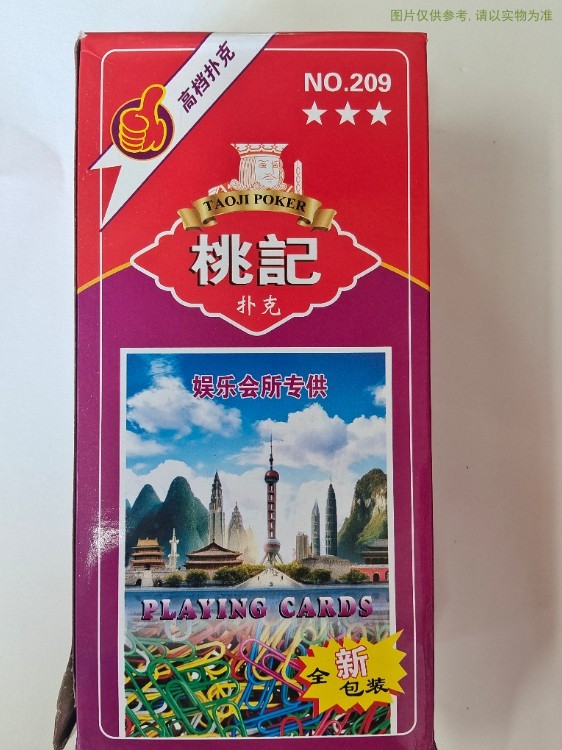 图片仅供参考, 请以实物为准
高档扑克
NO.209
★★★
TAOJI POKER
桃記
扑克
娱乐会所专供
PLAYING CARDS
全新包装